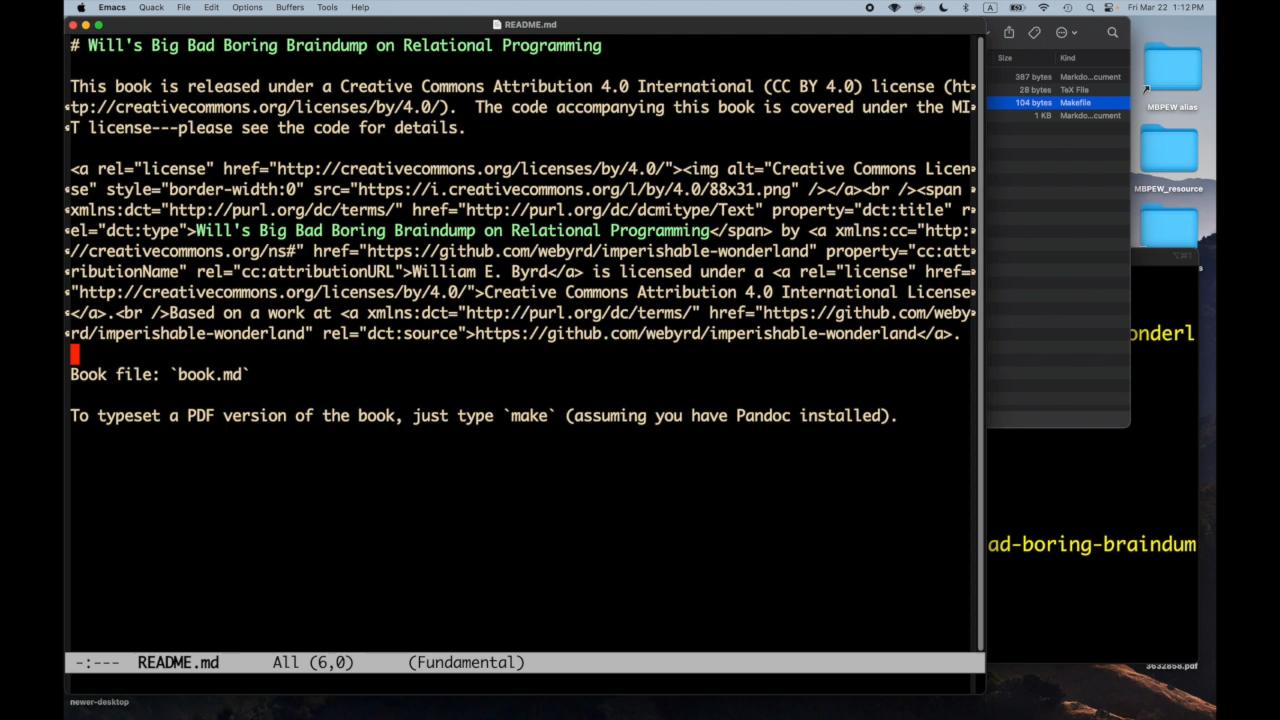 Emacs Quack File Edit Options Buffers Tools Help
A
Fri Mar 22 1:12 PM
README.md
# Will's Big Bad Boring Braindump on Relational Programming
This book is released under a Creative Commons Attribution 4.0 International (CC BY 4.0) license (ht
tp://creativecommons.org/licenses/by/4.0/).  The code accompanying this book is covered under the MI
T license---please see the code for details.
<a rel="license" href="http://creativecommons.org/licenses/by/4.0/"><img alt="Creative Commons Licen
se" style="border-width:0" src="https://i.creativecommons.org/l/by/4.0/88x31.png" /></a><br /><span
xmlns:dct="http://purl.org/dc/terms/" href="http://purl.org/dc/dcmitype/Text" property="dct:title" r
el="dct:type">Will's Big Bad Boring Braindump on Relational Programming</span> by <a xmlns:cc="http:
//creativecommons.org/ns#" href="https://github.com/webyrd/imperishable-wonderland" property="cc:att
ributionName" rel="cc:attributionURL">William E. Byrd</a> is licensed under a <a rel="license" href=
"http://creativecommons.org/licenses/by/4.0/">Creative Commons Attribution 4.0 International License
</a>.<br />Based on a work at <a xmlns:dct="http://purl.org/dc/terms/" href="https://github.com/weby
rd/imperishable-wonderland" rel="dct:source">https://github.com/webyrd/imperishable-wonderland</a>.
Book file: `book.md`
To typeset a PDF version of the book, just type `make` (assuming you have Pandoc installed).
-:--- README.md All (6,0) (Fundamental)
Size Kind
387 bytes Markdo...cument
28 bytes TeX File
104 bytes Makefile
1 KB Markdo...cument
MBPEW alias
MBPEW_resource
onderl
ad-boring-braindum
3632858.pdf
newer-desktop